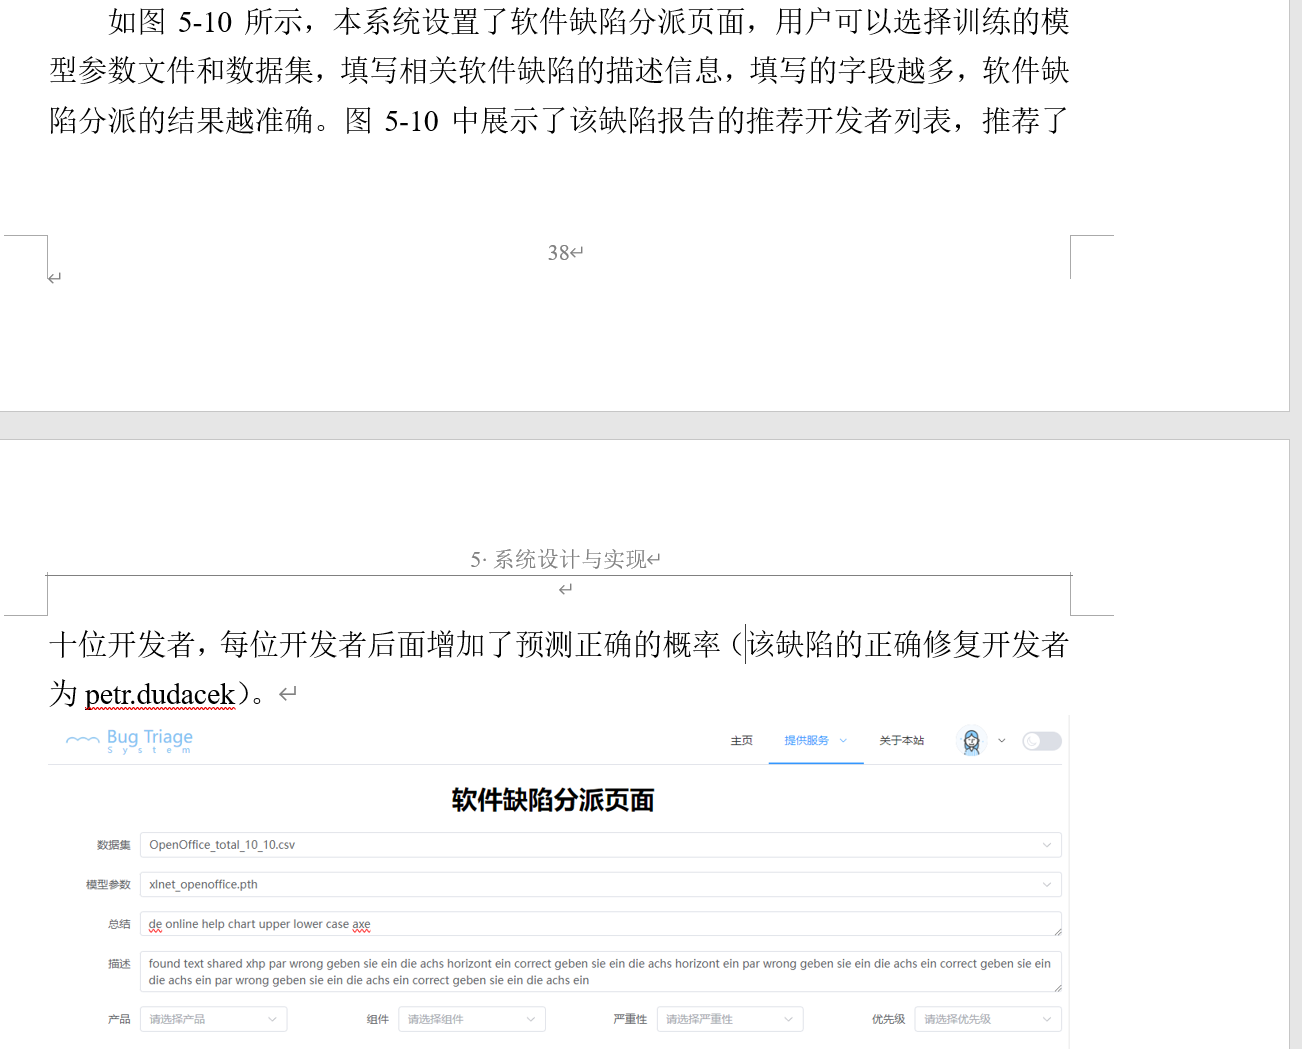 如图 5-10 所示，本系统设置了软件缺陷分派页面，用户可以选择训练的模
型参数文件和数据集，填写相关软件缺陷的描述信息，填写的字段越多，软件缺
陷分派的结果越准确。图 5-10 中展示了该缺陷报告的推荐开发者列表，推荐了
38
5· 系统设计与实现
十位开发者，每位开发者后面增加了预测正确的概率（该缺陷的正确修复开发者
为 petr.dudacek）。
Bug Triage
System
主页 提供服务 关于本站
软件缺陷分派页面
数据集 OpenOffice_total_10_10.csv
模型参数 xlnet_openoffice.pth
总结 de online help chart upper lower case axe
描述 found text shared xhp par wrong geben sie ein die achs horizont ein correct geben sie ein die achs horizont ein par wrong geben sie ein die achs ein correct geben sie ein
die achs ein par wrong geben sie ein die achs ein correct geben sie ein die achs ein
产品 请选择产品 组件 请选择组件 严重性 请选择严重性 优先级 请选择优先级